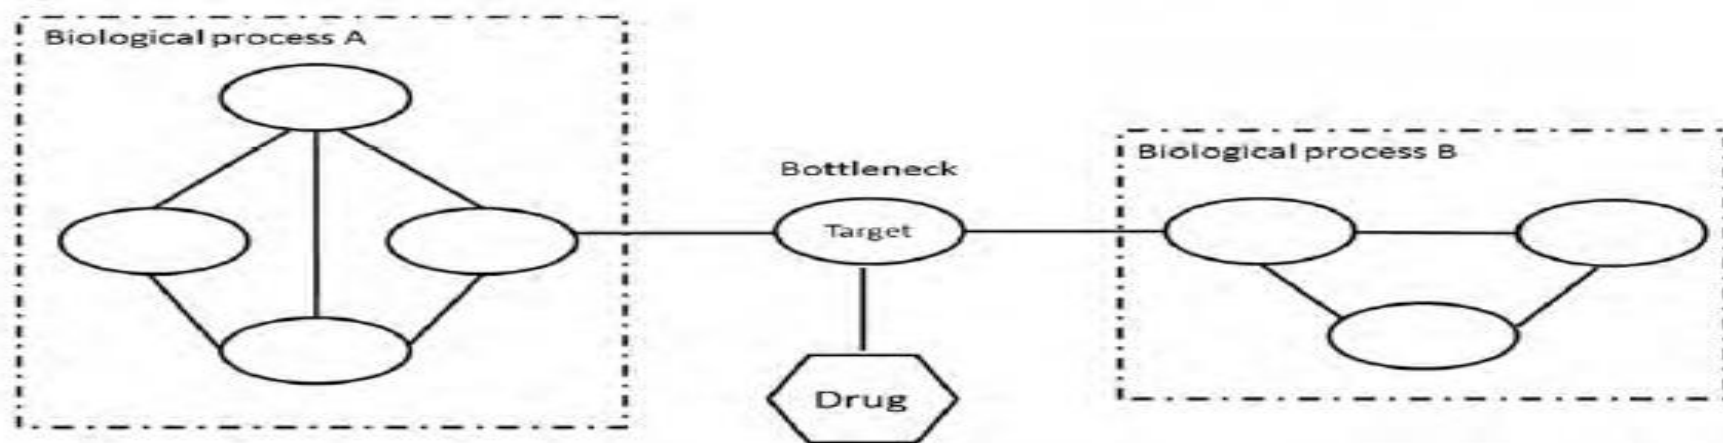 Biological process A
Biological process B
Bottleneck
Target
Drug